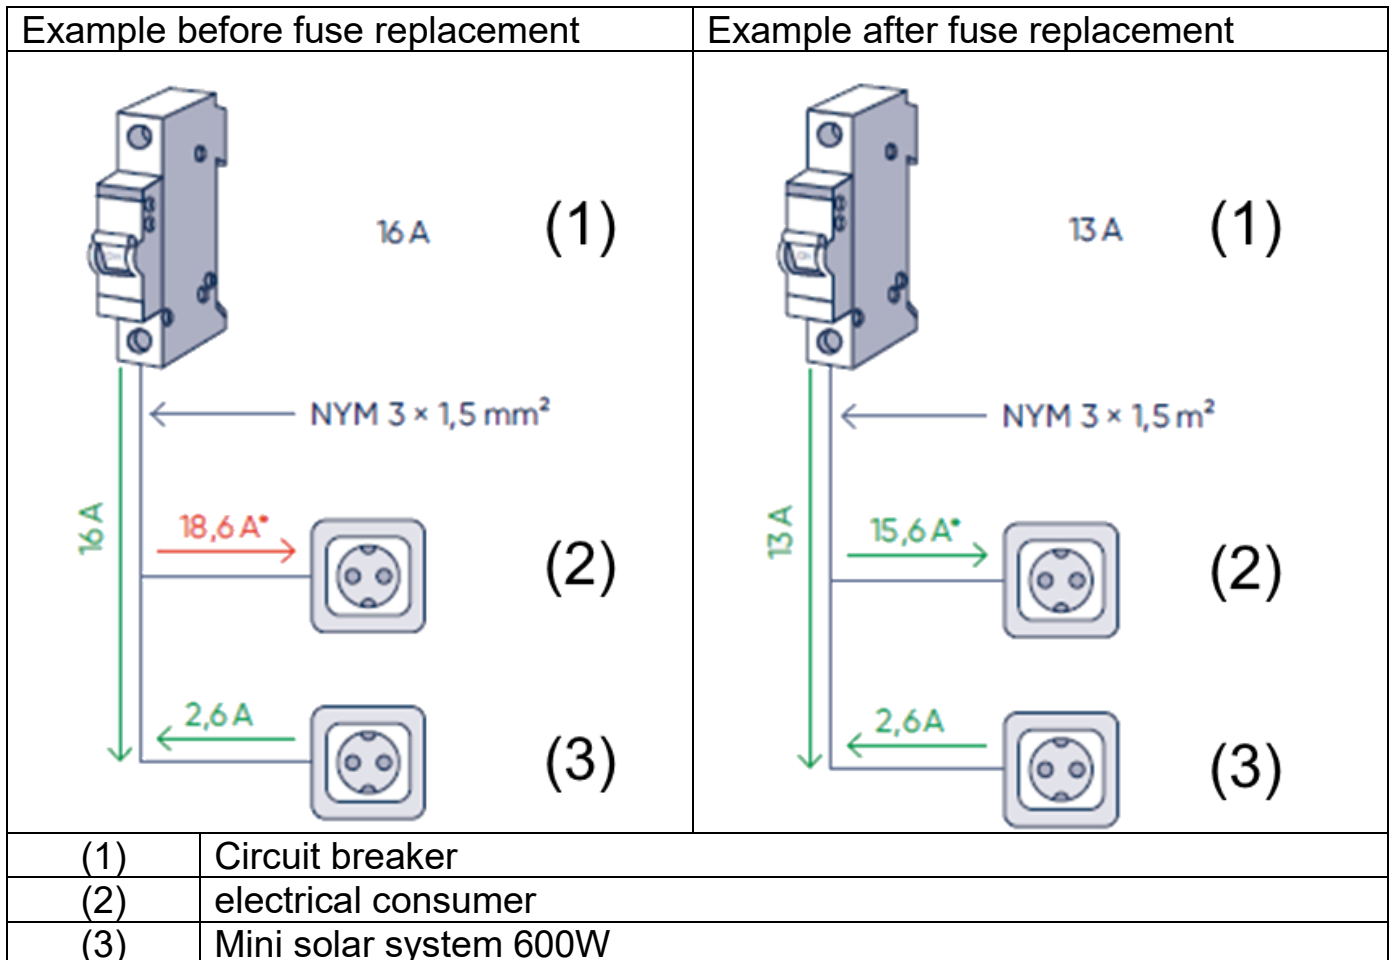 Example before fuse replacement
Example after fuse replacement
16 A
(1)
NYM 3 × 1,5 mm²
16 A
18,6 A*
(2)
2,6 A
(3)
13 A
(1)
NYM 3 × 1,5 m²
13 A
15,6 A*
(2)
2,6 A
(3)
(1) Circuit breaker
(2) electrical consumer
(3) Mini solar system 600W